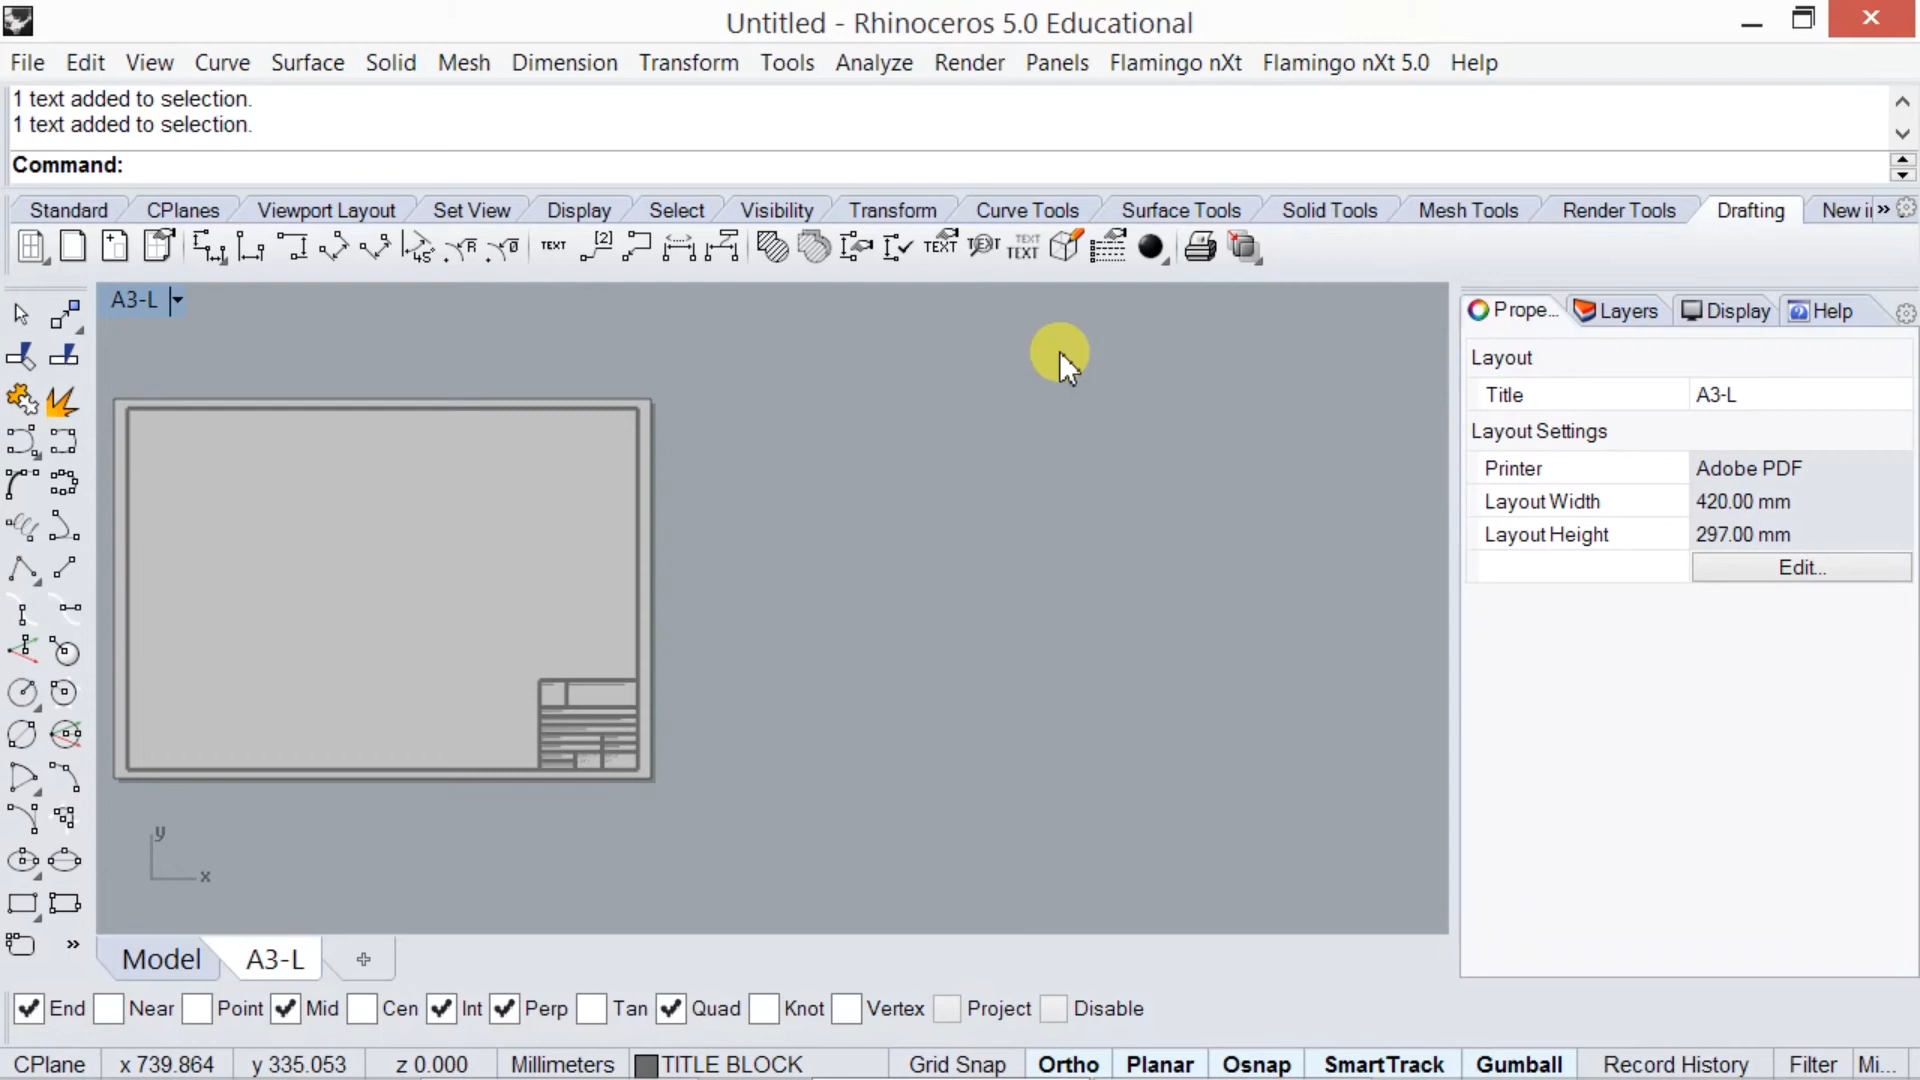 Untitled - Rhinoceros 5.0 Educational
File Edit View Curve Surface Solid Mesh Dimension Transform Tools Analyze Render Panels Flamingo nXt Flamingo nXt 5.0 Help
1 text added to selection.
1 text added to selection.
Command:
Standard CPlanes Viewport Layout Set View Display Select Visibility Transform Curve Tools Surface Tools Solid Tools Mesh Tools Render Tools Drafting New i
45 R TEXT [2] TEXT TEXT TEXT TEXT
A3-L
Prope... Layers Display Help
Layout
Title A3-L
Layout Settings
Printer Adobe PDF
Layout Width 420.00 mm
Layout Height 297.00 mm
Edit...
y
x
Model A3-L +
End Near Point Mid Cen Int Perp Tan Quad Knot Vertex Project Disable
CPlane x 739.864 y 335.053 z 0.000 Millimeters TITLE BLOCK Grid Snap Ortho Planar Osnap SmartTrack Gumball Record History Filter Mi...